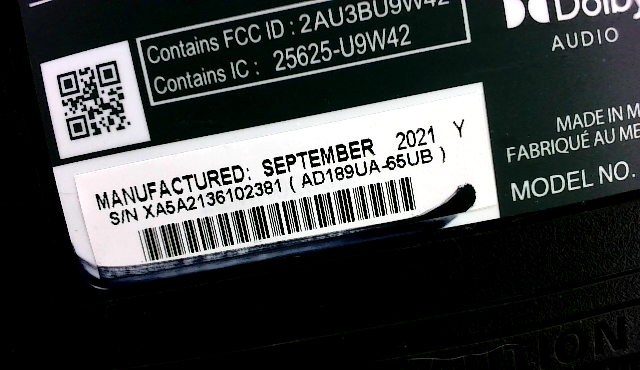 Contains FCC ID : 2AU3BU9W42
Contains IC : 25625-U9W42
Dolby
AUDIO
MANUFACTURED: SEPTEMBER 2021 Y
S/N XA5A2136102381 ( AD189UA-65UB )
MADE IN M
FABRIQUÉ AU ME
MODEL NO.